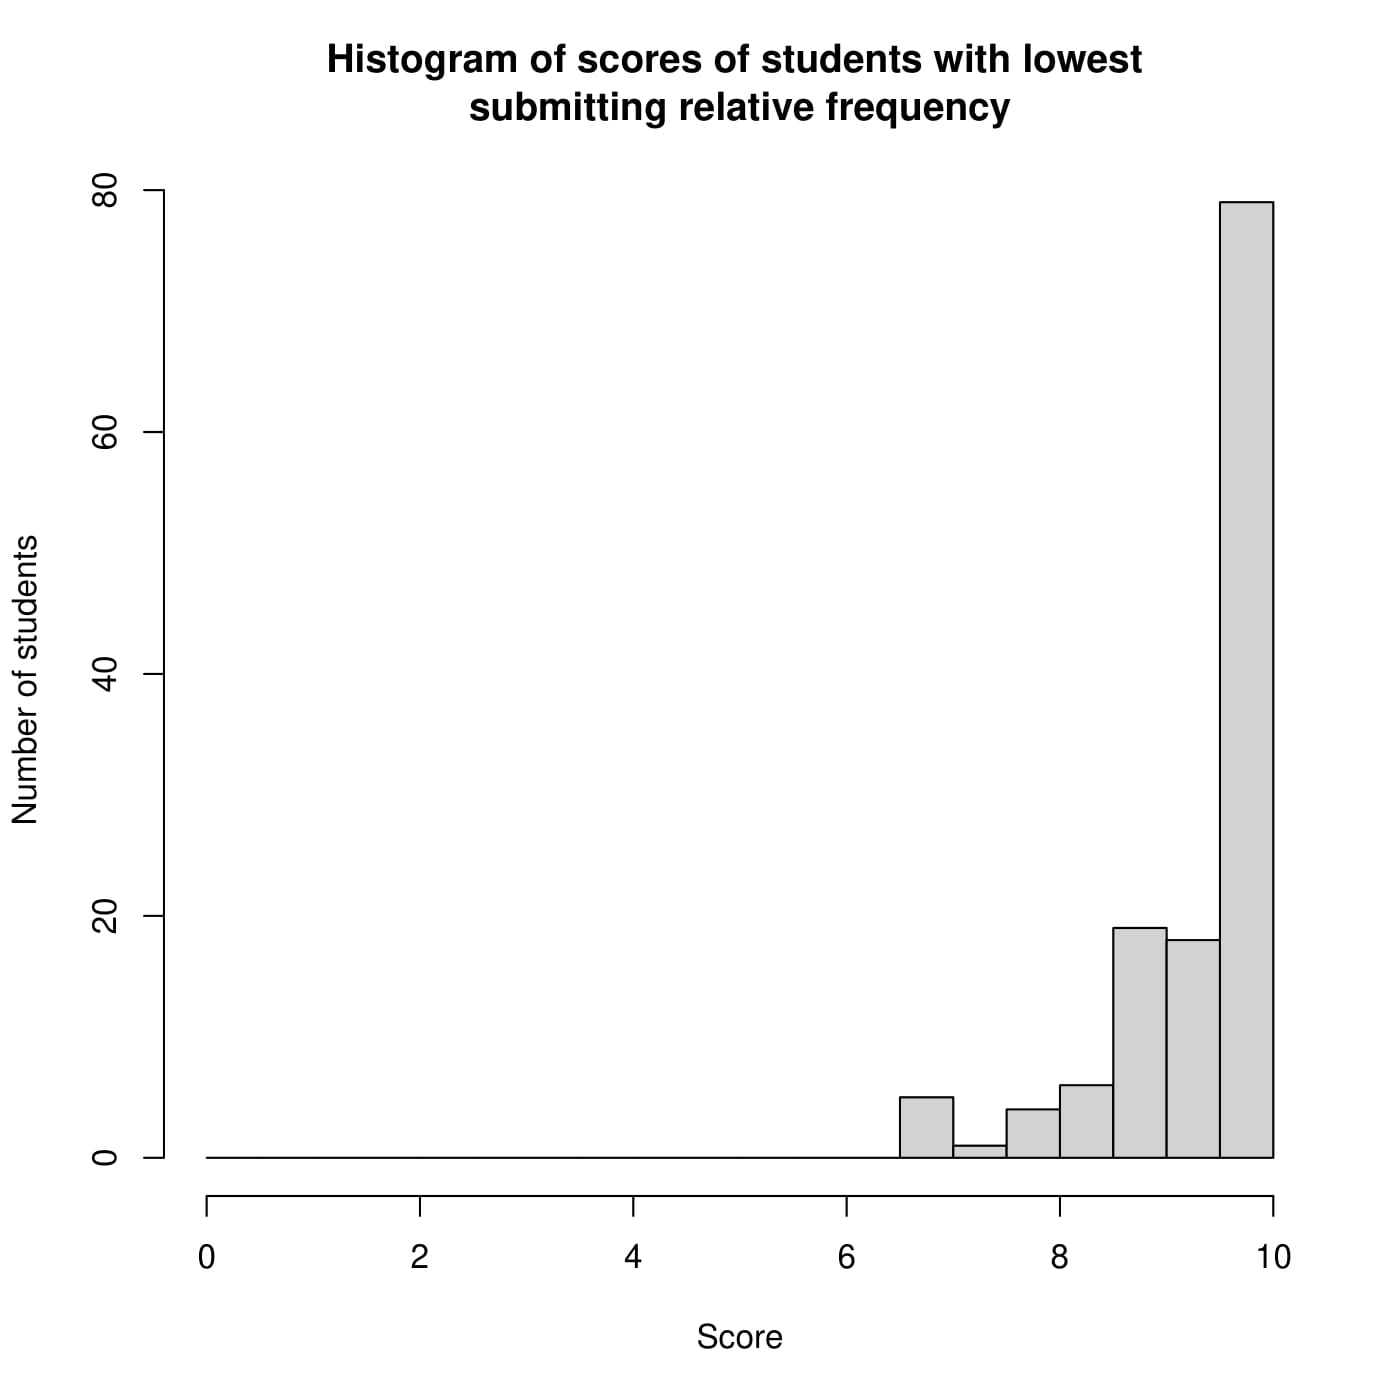 Histogram of scores of students with lowest
submitting relative frequency
80
60
40
20
0
Number of students
0 2 4 6 8 10
Score